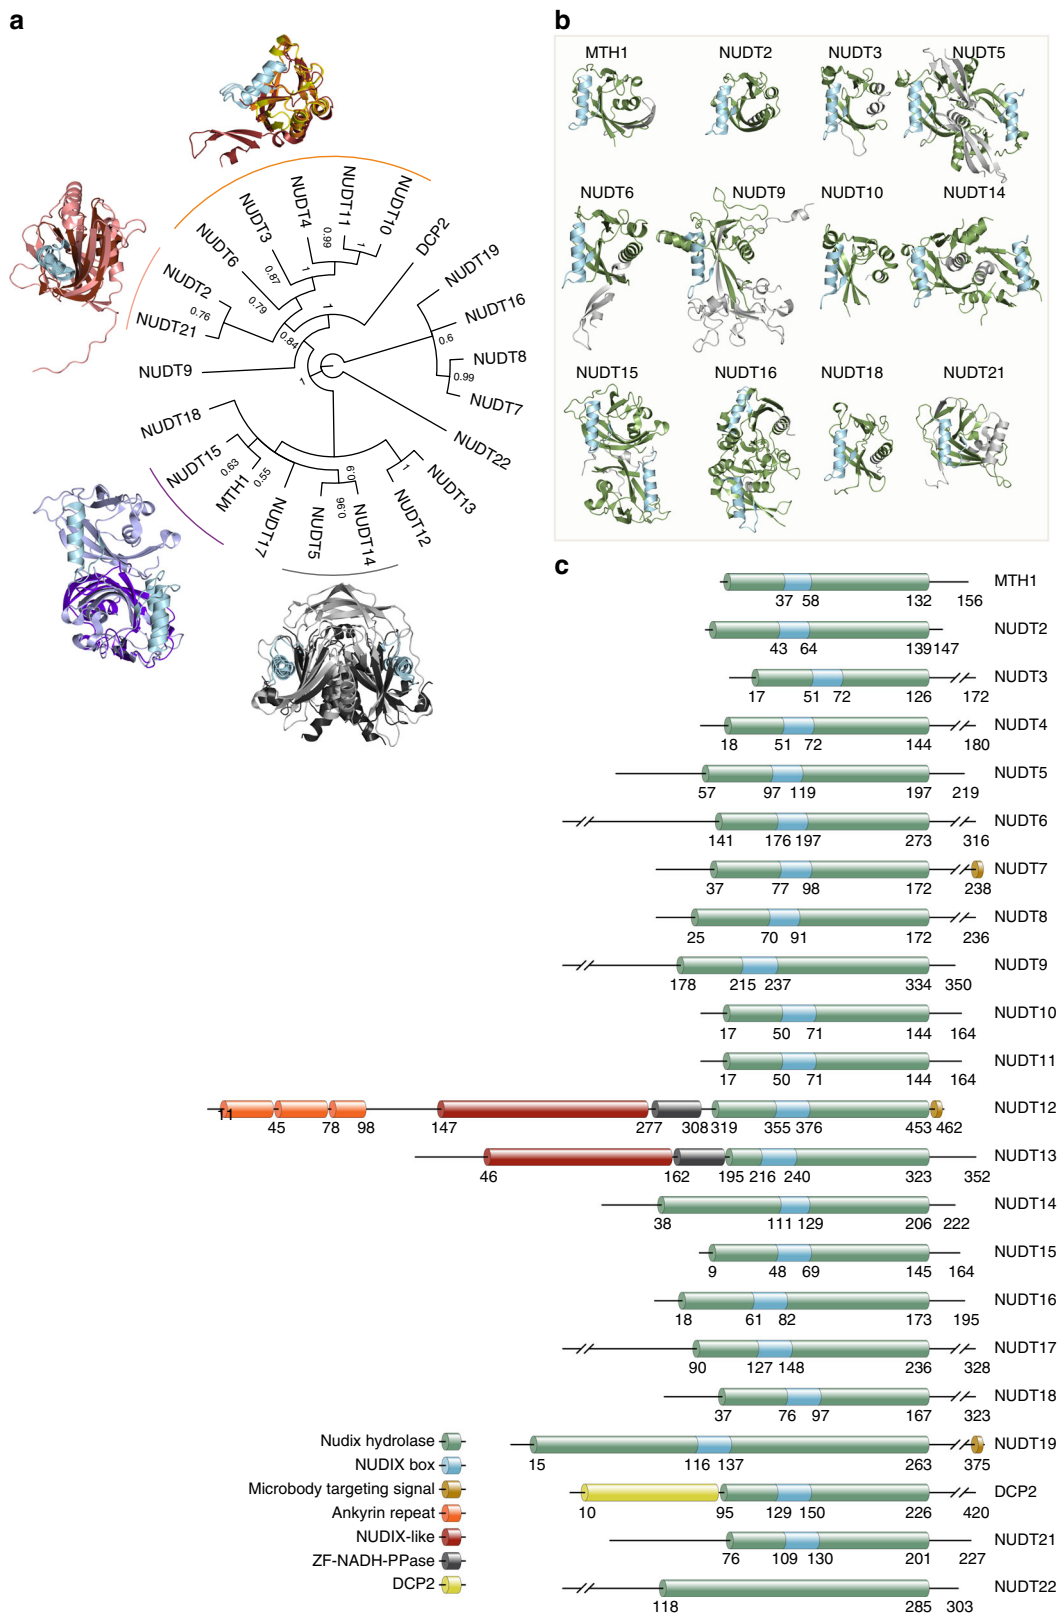 a
NUDT2
0.76
NUDT21
NUDT6
0.79
NUDT3
0.87
NUDT4
1
NUDT11
0.99
NUDT10
1
DCP2
1
0.84
NUDT9
1
NUDT19
NUDT16
0.6
NUDT8
0.99
NUDT7
NUDT22
NUDT18
NUDT15
0.63
MTH1
0.55
NUDT17
NUDT5
0.96
0.9
NUDT14
NUDT12
1
NUDT13
b
MTH1 NUDT2 NUDT3 NUDT5
NUDT6 NUDT9 NUDT10 NUDT14
NUDT15 NUDT16 NUDT18 NUDT21
c
MTH1
37 58 132 156
NUDT2
43 64 139 147
NUDT3
17 51 72 126 172
NUDT4
18 51 72 144 180
NUDT5
57 97 119 197 219
NUDT6
141 176 197 273 316
NUDT7
37 77 98 172 238
NUDT8
25 70 91 172 236
NUDT9
178 215 237 334 350
NUDT10
17 50 71 144 164
NUDT11
17 50 71 144 164
NUDT12
11 45 78 98 147 277 308 319 355 376 453 462
NUDT13
46 162 195 216 240 323 352
NUDT14
38 111 129 206 222
NUDT15
9 48 69 145 164
NUDT16
18 61 82 173 195
NUDT17
90 127 148 236 328
NUDT18
37 76 97 167 323
NUDT19
15 116 137 263 375
DCP2
10 95 129 150 226 420
NUDT21
76 109 130 201 227
NUDT22
118 285 303
Nudix hydrolase
NUDIX box
Microbody targeting signal
Ankyrin repeat
NUDIX-like
ZF-NADH-PPase
DCP2